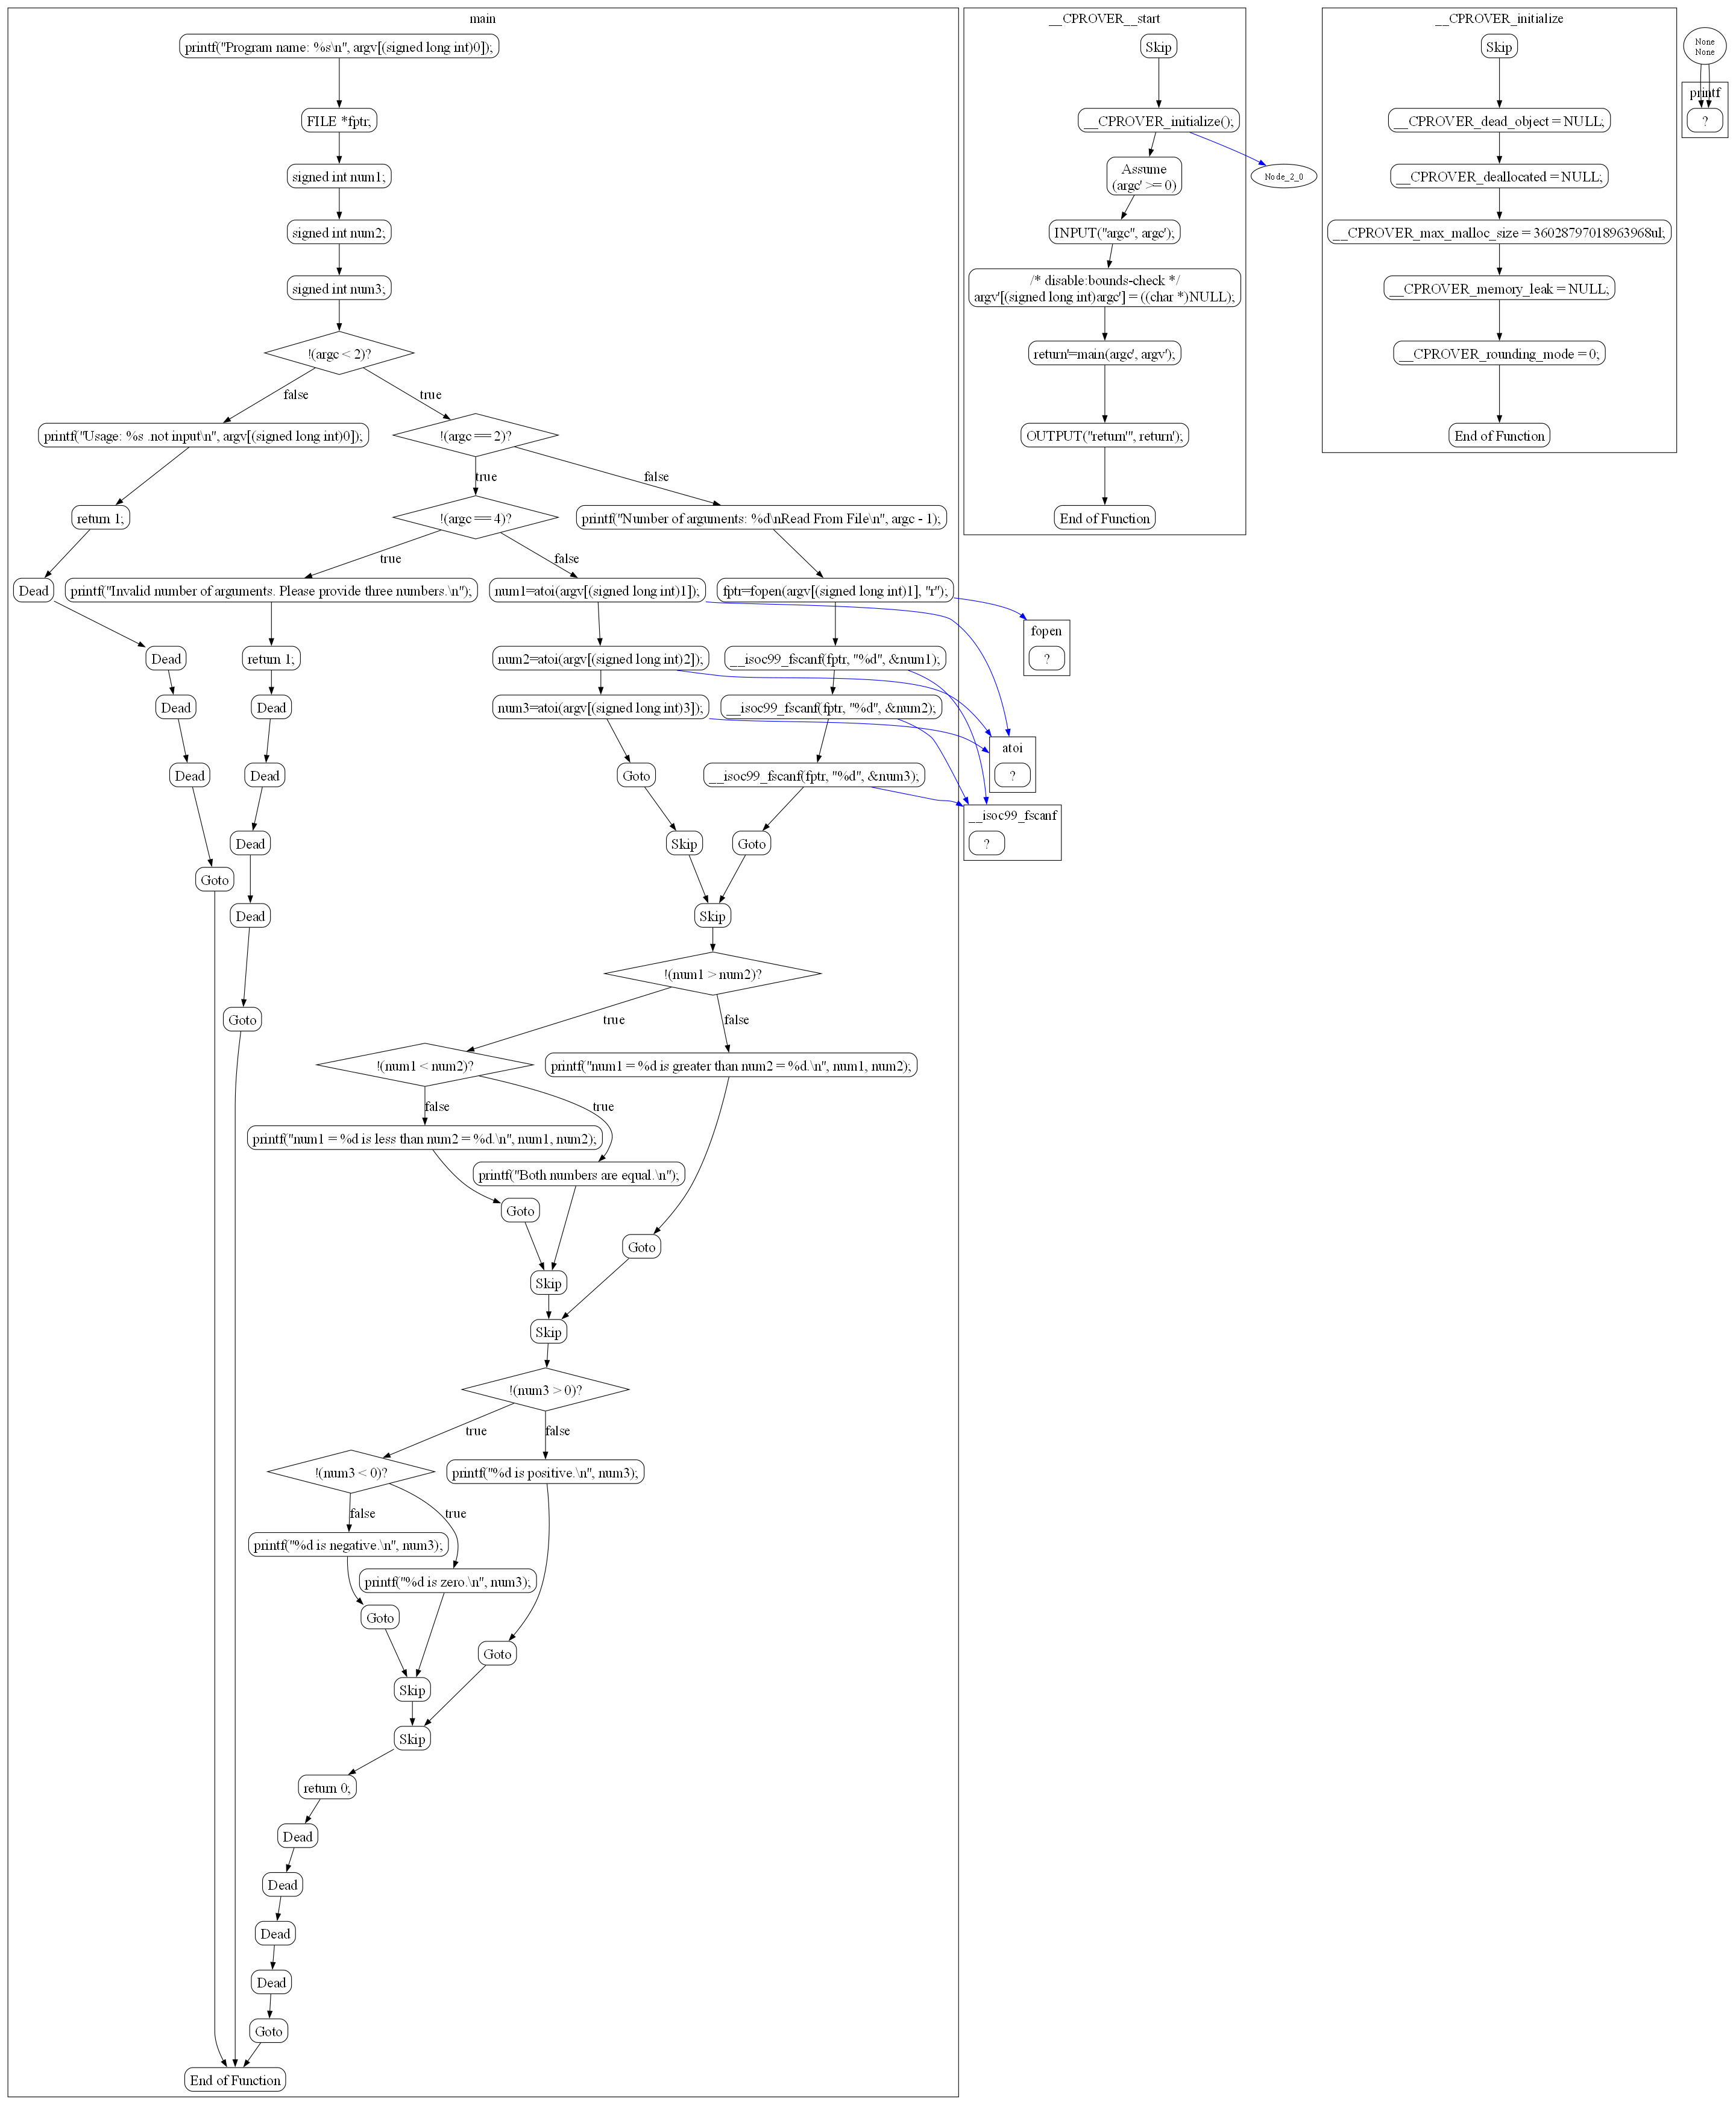 main
printf("Program name: %s\n", argv[(signed long int)0]);
FILE *fptr;
signed int num1;
signed int num2;
signed int num3;
!(argc < 2)?
false
true
printf("Usage: %s .not input\n", argv[(signed long int)0]);
!(argc == 2)?
true
false
return 1;
!(argc == 4)?
printf("Number of arguments: %d\nRead From File\n", argc - 1);
true
false
Dead
printf("Invalid number of arguments. Please provide three numbers.\n");
num1=atoi(argv[(signed long int)1]);
fptr=fopen(argv[(signed long int)1], "r");
Dead
return 1;
num2=atoi(argv[(signed long int)2]);
__isoc99_fscanf(fptr, "%d", &num1);
Dead
Dead
num3=atoi(argv[(signed long int)3]);
__isoc99_fscanf(fptr, "%d", &num2);
Dead
Dead
Goto
__isoc99_fscanf(fptr, "%d", &num3);
Dead
Skip
Goto
Goto
Dead
Skip
!(num1 > num2)?
Goto
true
false
!(num1 < num2)?
printf("num1 = %d is greater than num2 = %d.\n", num1, num2);
false
true
printf("num1 = %d is less than num2 = %d.\n", num1, num2);
printf("Both numbers are equal.\n");
Goto
Goto
Skip
Skip
!(num3 > 0)?
true
false
!(num3 < 0)?
printf("%d is positive.\n", num3);
false
true
printf("%d is negative.\n", num3);
printf("%d is zero.\n", num3);
Goto
Goto
Skip
Skip
return 0;
Dead
Dead
Dead
Dead
Goto
End of Function
__CPROVER__start
Skip
__CPROVER_initialize();
Assume
(argc' >= 0)
Node_2_0
INPUT("argc", argc');
/* disable:bounds-check */
argv'[(signed long int)argc'] = ((char *)NULL);
return'=main(argc', argv');
OUTPUT("return'", return');
End of Function
fopen
?
atoi
?
__isoc99_fscanf
?
__CPROVER_initialize
Skip
__CPROVER_dead_object = NULL;
__CPROVER_deallocated = NULL;
__CPROVER_max_malloc_size = 36028797018963968ul;
__CPROVER_memory_leak = NULL;
__CPROVER_rounding_mode = 0;
End of Function
None
None
printf
?